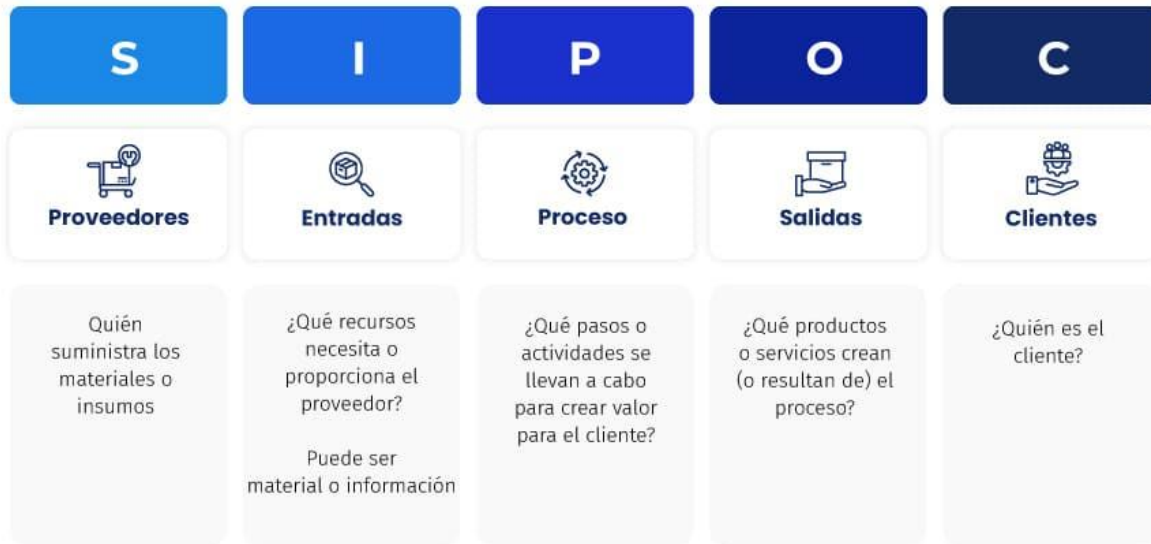 S
I
P
O
C
Proveedores
Entradas
Proceso
Salidas
Clientes
Quién
suministra los
materiales o
insumos
¿Qué recursos
necesita o
proporciona el
proveedor?
Puede ser
material o información
¿Qué pasos o
actividades se
llevan a cabo
para crear valor
para el cliente?
¿Qué productos
o servicios crean
(o resultan de) el
proceso?
¿Quién es el
cliente?